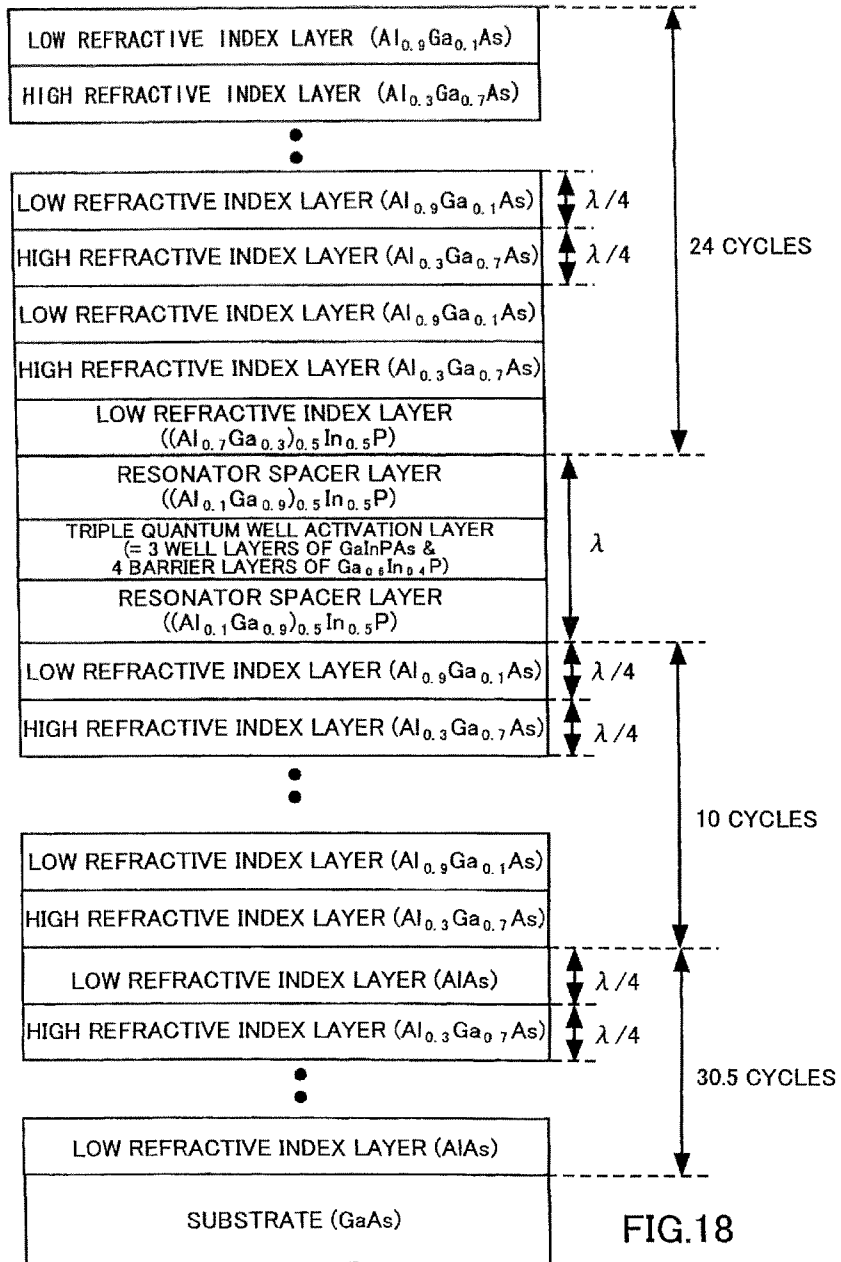 LOW REFRACTIVE INDEX LAYER (Al₀.₉Ga₀.₁As)
HIGH REFRACTIVE INDEX LAYER (Al₀.₃Ga₀.₇As)
LOW REFRACTIVE INDEX LAYER (Al₀.₉Ga₀.₁As)
λ/4
HIGH REFRACTIVE INDEX LAYER (Al₀.₃Ga₀.₇As)
λ/4
24 CYCLES
LOW REFRACTIVE INDEX LAYER (Al₀.₉Ga₀.₁As)
HIGH REFRACTIVE INDEX LAYER (Al₀.₃Ga₀.₇As)
LOW REFRACTIVE INDEX LAYER
((Al₀.₇Ga₀.₃)₀.₅In₀.₅P)
RESONATOR SPACER LAYER
((Al₀.₁Ga₀.₉)₀.₅In₀.₅P)
TRIPLE QUANTUM WELL ACTIVATION LAYER
(= 3 WELL LAYERS OF GaInPAs &
4 BARRIER LAYERS OF Ga₀.₆In₀.₄P)
λ
RESONATOR SPACER LAYER
((Al₀.₁Ga₀.₉)₀.₅In₀.₅P)
LOW REFRACTIVE INDEX LAYER (Al₀.₉Ga₀.₁As)
λ/4
HIGH REFRACTIVE INDEX LAYER (Al₀.₃Ga₀.₇As)
λ/4
10 CYCLES
LOW REFRACTIVE INDEX LAYER (Al₀.₉Ga₀.₁As)
HIGH REFRACTIVE INDEX LAYER (Al₀.₃Ga₀.₇As)
LOW REFRACTIVE INDEX LAYER (AlAs)
λ/4
HIGH REFRACTIVE INDEX LAYER (Al₀.₃Ga₀.₇As)
λ/4
30.5 CYCLES
LOW REFRACTIVE INDEX LAYER (AlAs)
SUBSTRATE (GaAs)
FIG.18